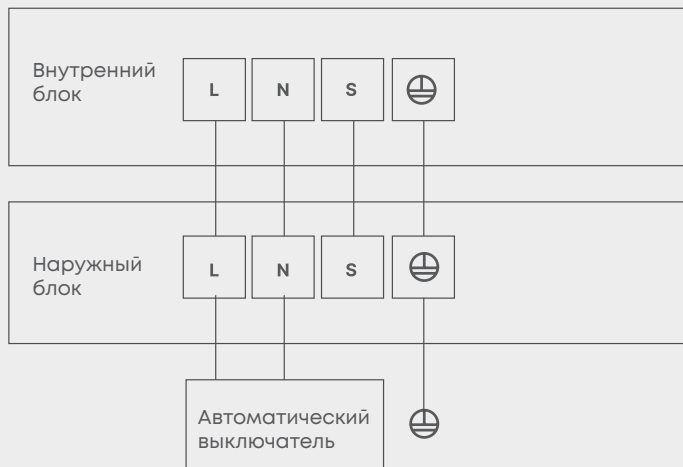 Внутренний
блок
L N S
Наружный
блок
L N S
Автоматический
выключатель